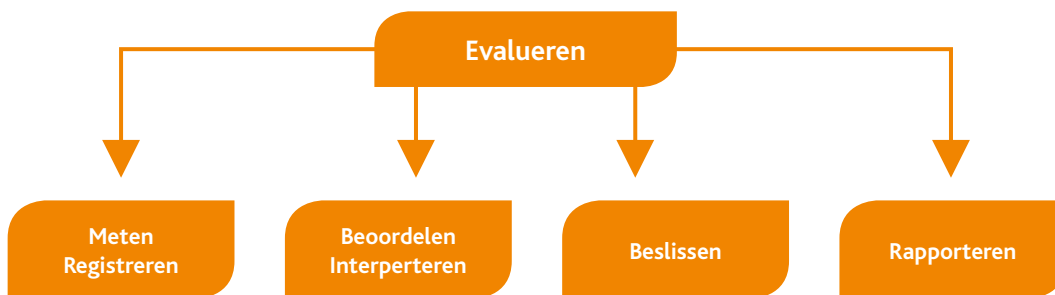 Evalueren
Meten
Registreren
Beoordelen
Interperteren
Beslissen
Rapporteren